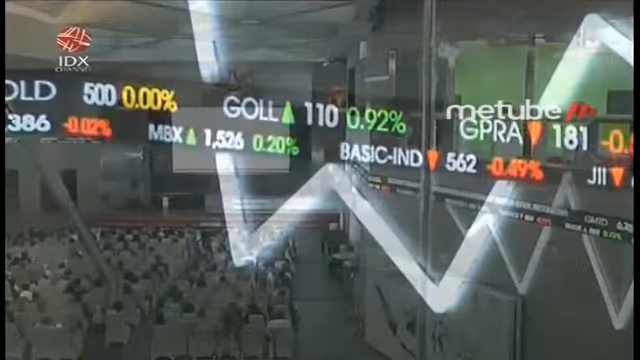 IDX
CHANNEL
metube
OLD 500 0.00% GOLL ▲ 110 0.92% GPRA ▼ 181
386 -0.02% MBX ▲ 1,526 0.20% BASIC-IND ▼ 562 -0.49% JII ▼